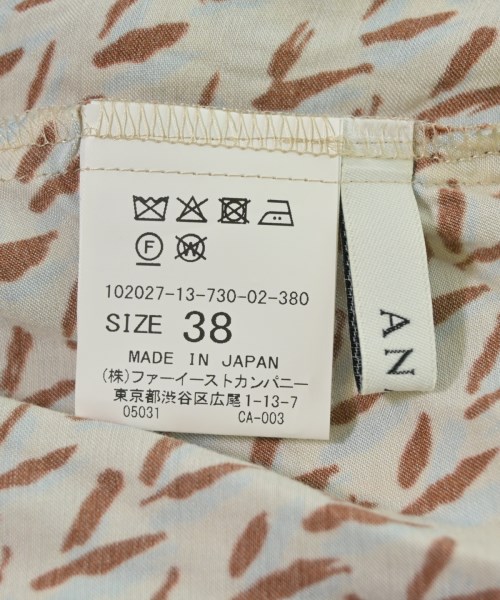 F W
102027-13-730-02-380
SIZE 38
MADE IN JAPAN
(株)ファーイーストカンパニー
東京都渋谷区広尾1-13-7
05031 CA-003
AN